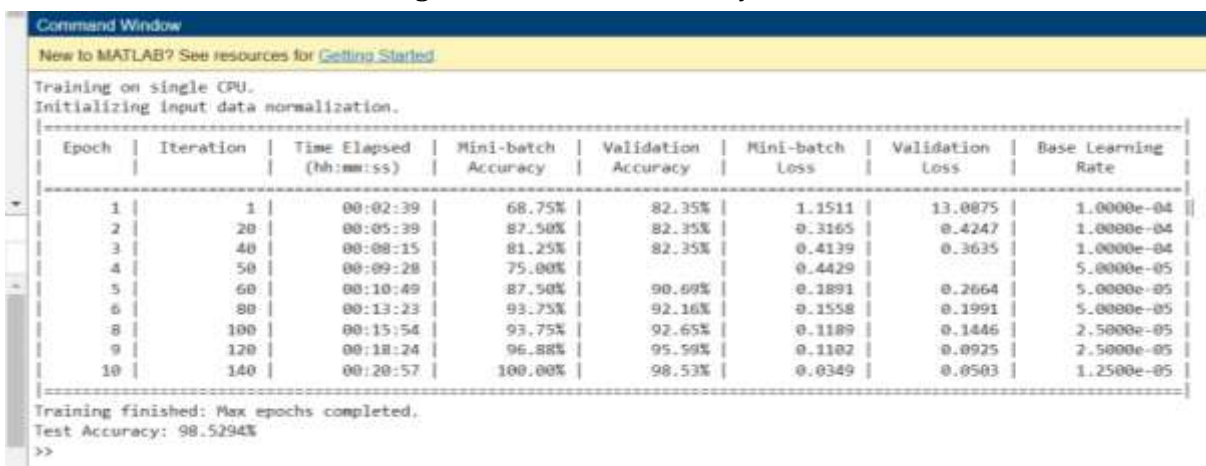 Command Window
New to MATLAB? See resources for Getting Started.
Training on single CPU.
Initializing input data normalization.
|======================================================================================================================|
| Epoch | Iteration | Time Elapsed | Mini-batch | Validation | Mini-batch | Validation | Base Learning |
| | | (hh:mm:ss) | Accuracy | Accuracy | Loss | Loss | Rate |
|======================================================================================================================|
| 1 | 1 | 00:02:39 | 68.75% | 82.35% | 1.1511 | 13.0875 | 1.0000e-04 |
| 2 | 20 | 00:05:39 | 87.50% | 82.35% | 0.3165 | 0.4247 | 1.0000e-04 |
| 3 | 40 | 00:08:15 | 81.25% | 82.35% | 0.4139 | 0.3635 | 1.0000e-04 |
| 4 | 50 | 00:09:28 | 75.00% | | 0.4429 | | 5.0000e-05 |
| 5 | 60 | 00:10:49 | 87.50% | 90.69% | 0.1891 | 0.2664 | 5.0000e-05 |
| 6 | 80 | 00:13:23 | 93.75% | 92.16% | 0.1558 | 0.1991 | 5.0000e-05 |
| 8 | 100 | 00:15:54 | 93.75% | 92.65% | 0.1189 | 0.1446 | 2.5000e-05 |
| 9 | 120 | 00:18:24 | 96.88% | 95.59% | 0.1102 | 0.0925 | 2.5000e-05 |
| 10 | 140 | 00:20:57 | 100.00% | 98.53% | 0.0349 | 0.0503 | 1.2500e-05 |
|======================================================================================================================|
Training finished: Max epochs completed.
Test Accuracy: 98.5294%
>>